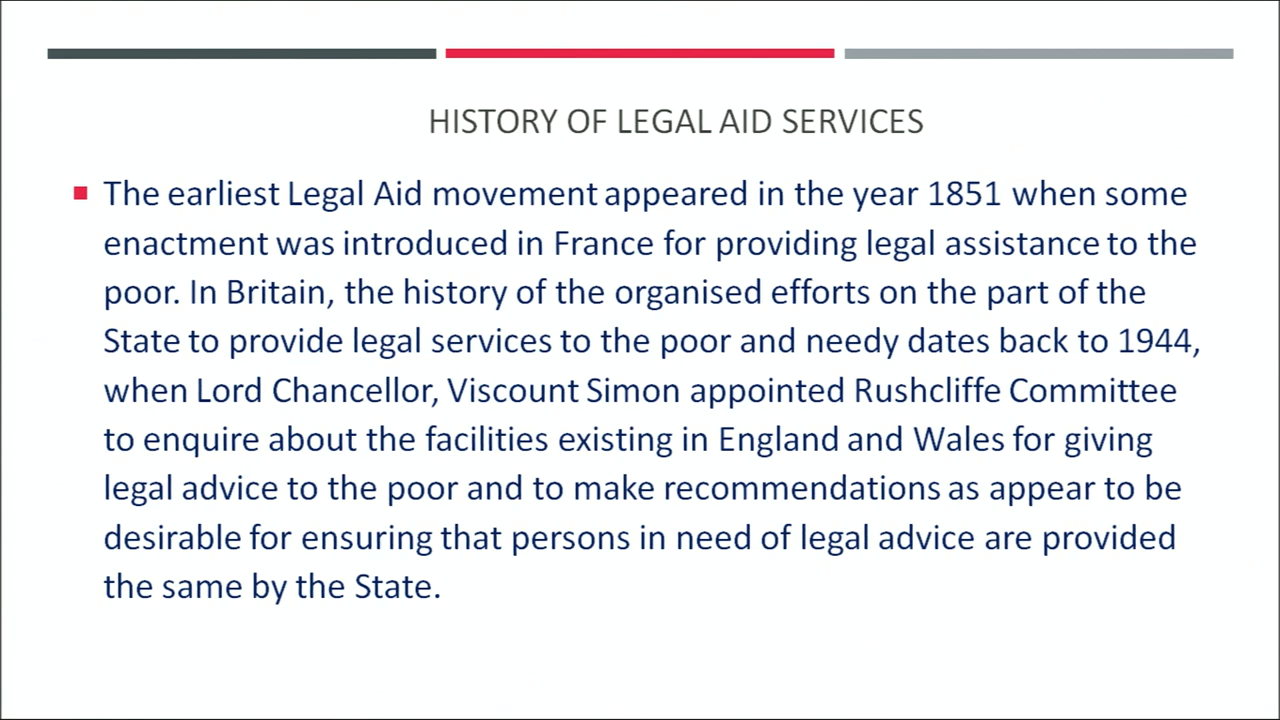 HISTORY OF LEGAL AID SERVICES
The earliest Legal Aid movement appeared in the year 1851 when some
enactment was introduced in France for providing legal assistance to the
poor. In Britain, the history of the organised efforts on the part of the
State to provide legal services to the poor and needy dates back to 1944,
when Lord Chancellor, Viscount Simon appointed Rushcliffe Committee
to enquire about the facilities existing in England and Wales for giving
legal advice to the poor and to make recommendations as appear to be
desirable for ensuring that persons in need of legal advice are provided
the same by the State.